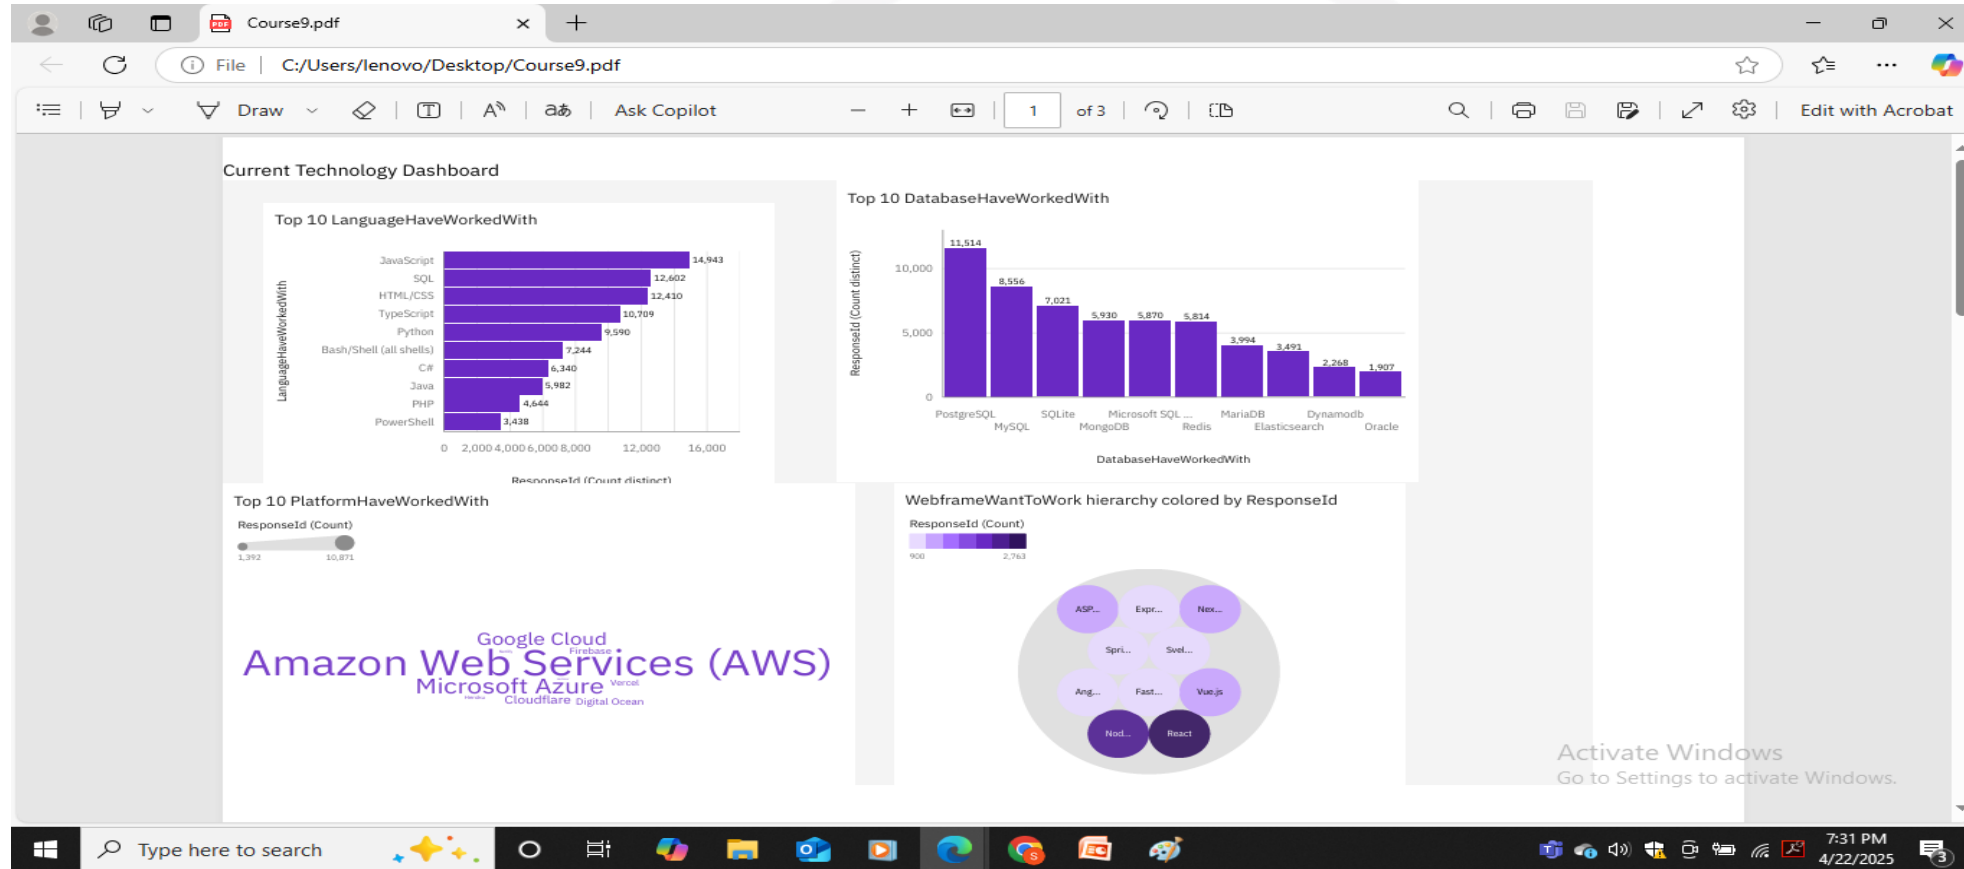 Course9.pdf
File
C:/Users/lenovo/Desktop/Course9.pdf
Draw
Ask Copilot
1 of 3
Edit with Acrobat
Current Technology Dashboard
Top 10 LanguageHaveWorkedWith
LanguageHaveWorkedWith
JavaScript 14,943
SQL 12,602
HTML/CSS 12,410
TypeScript 10,709
Python 9,590
Bash/Shell (all shells) 7,244
C# 6,340
Java 5,982
PHP 4,644
PowerShell 3,438
0 2,000 4,000 6,000 8,000 12,000 16,000
ResponseId (Count distinct)
Top 10 DatabaseHaveWorkedWith
ResponseId (Count distinct)
10,000
5,000
0
11,514
8,556
7,021
5,930
5,870
5,814
3,994
3,491
2,268
1,907
PostgreSQL SQLite Microsoft SQL ... MariaDB Dynamodb
MySQL MongoDB Redis Elasticsearch Oracle
DatabaseHaveWorkedWith
Top 10 PlatformHaveWorkedWith
ResponseId (Count)
1,392 10,871
Google Cloud
Firebase
Amazon Web Services (AWS)
Microsoft Azure
Vercel
Cloudflare
Digital Ocean
WebframeWantToWork hierarchy colored by ResponseId
ResponseId (Count)
900 2,763
ASP... Expr... Nex...
Spri... Svel...
Ang... Fast... Vue.js
Nod... React
Activate Windows
Go to Settings to activate Windows.
Type here to search
7:31 PM
4/22/2025
3